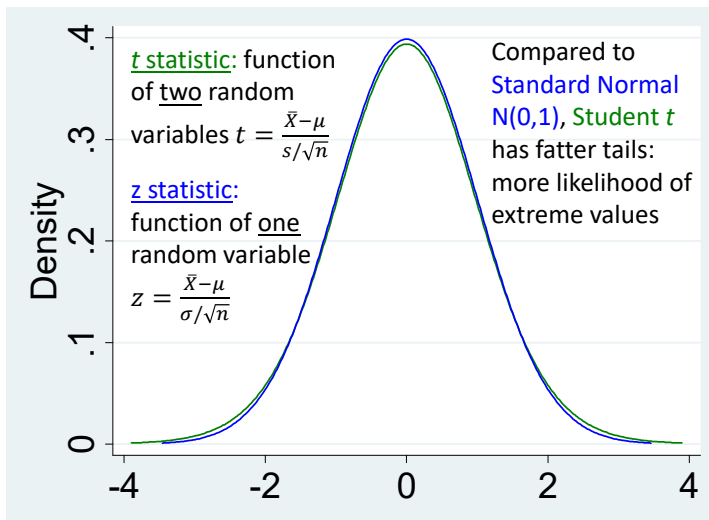 t statistic: function
of two random
variables t = X̄−μ / s/√n
z statistic:
function of one
random variable
z = X̄−μ / σ/√n
Compared to
Standard Normal
N(0,1), Student t
has fatter tails:
more likelihood of
extreme values
Density
.4
.3
.2
.1
0
-4 -2 0 2 4